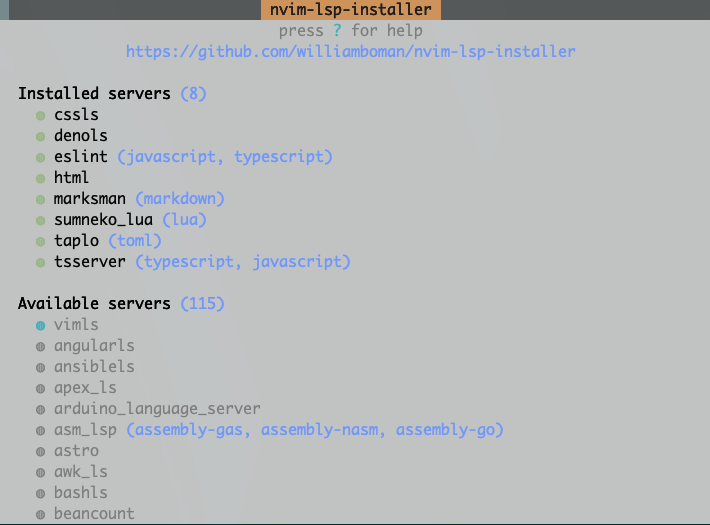 nvim-lsp-installer
press ? for help
https://github.com/williamboman/nvim-lsp-installer
Installed servers (8)
cssls
denols
eslint (javascript, typescript)
html
marksman (markdown)
sumneko_lua (lua)
taplo (toml)
tsserver (typescript, javascript)
Available servers (115)
vimls
angularls
ansiblels
apex_ls
arduino_language_server
asm_lsp (assembly-gas, assembly-nasm, assembly-go)
astro
awk_ls
bashls
beancount